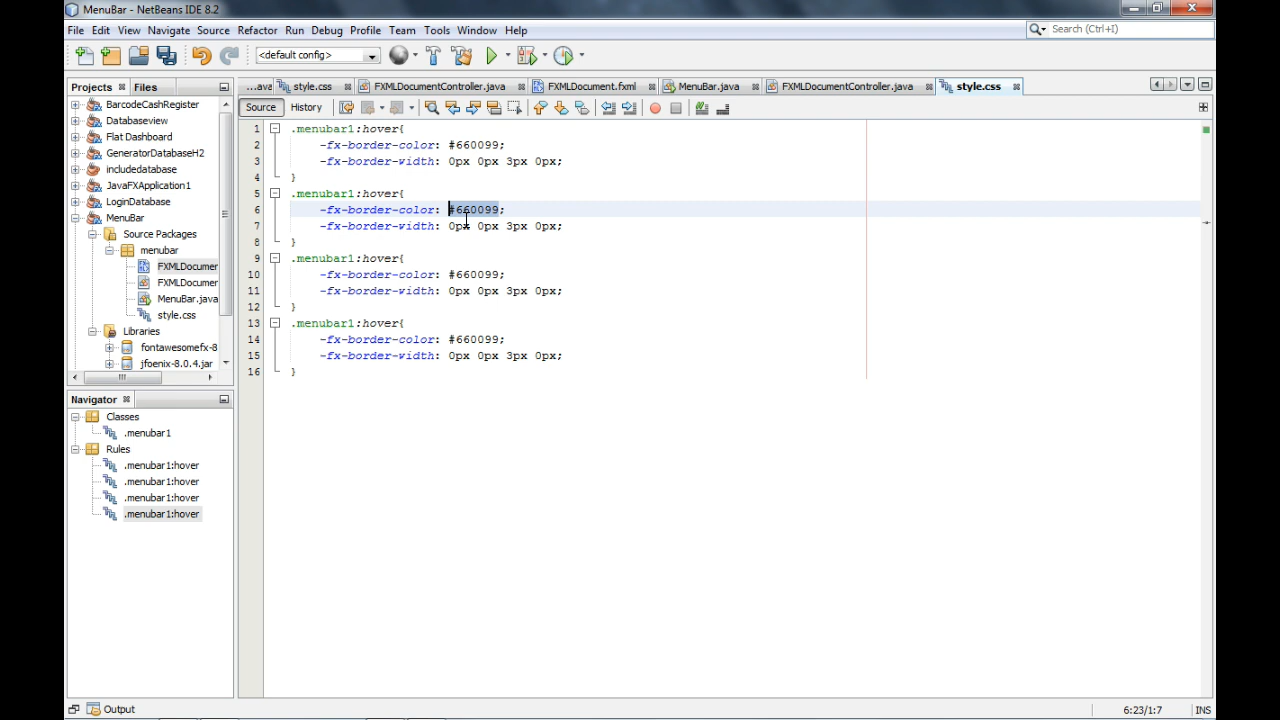 MenuBar - NetBeans IDE 8.2
File Edit View Navigate Source Refactor Run Debug Profile Team Tools Window Help
Search (Ctrl+I)
<default config>
Projects Files
...ava style.css FXMLDocumentController.java FXMLDocument.fxml MenuBar.java FXMLDocumentController.java style.css
Source History
BarcodeCashRegister
Databaseview
Flat Dashboard
GeneratorDatabaseH2
includedatabase
JavaFXApplication1
LoginDatabase
MenuBar
Source Packages
menubar
FXMLDocumer
FXMLDocumer
MenuBar.java
style.css
Libraries
fontawesomefx-8
jfoenix-8.0.4.jar
1 .menubar1:hover{
2 -fx-border-color: #660099;
3 -fx-border-width: 0px 0px 3px 0px;
4 }
5 .menubar1:hover{
6 -fx-border-color: #660099;
7 -fx-border-width: 0px 0px 3px 0px;
8 }
9 .menubar1:hover{
10 -fx-border-color: #660099;
11 -fx-border-width: 0px 0px 3px 0px;
12 }
13 .menubar1:hover{
14 -fx-border-color: #660099;
15 -fx-border-width: 0px 0px 3px 0px;
16 }
Navigator
Classes
.menubar1
Rules
.menubar1:hover
.menubar1:hover
.menubar1:hover
.menubar1:hover
Output
6:23/1:7 INS